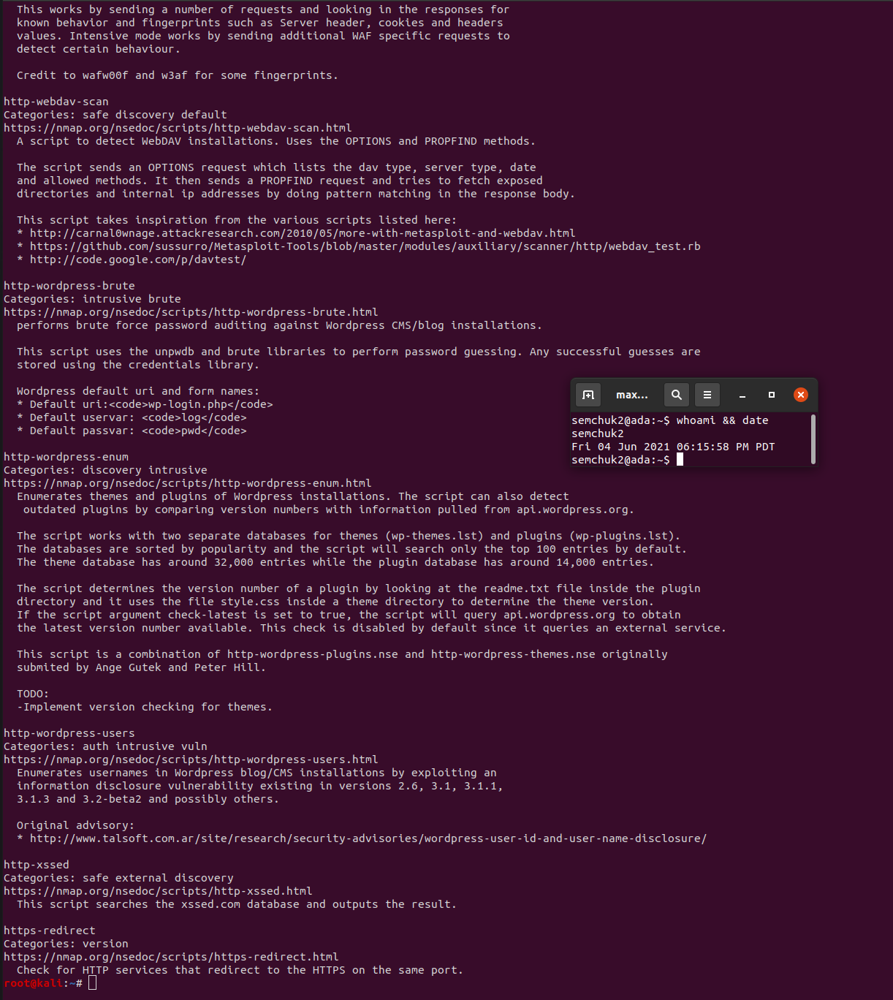 This works by sending a number of requests and looking in the responses for
  known behavior and fingerprints such as Server header, cookies and headers
  values. Intensive mode works by sending additional WAF specific requests to
  detect certain behaviour.

  Credit to wafw00f and w3af for some fingerprints.

http-webdav-scan
Categories: safe discovery default
https://nmap.org/nsedoc/scripts/http-webdav-scan.html
  A script to detect WebDAV installations. Uses the OPTIONS and PROPFIND methods.

  The script sends an OPTIONS request which lists the dav type, server type, date
  and allowed methods. It then sends a PROPFIND request and tries to fetch exposed
  directories and internal ip addresses by doing pattern matching in the response body.

  This script takes inspiration from the various scripts listed here:
  * http://carnal0wnage.attackresearch.com/2010/05/more-with-metasploit-and-webdav.html
  * https://github.com/sussurro/Metasploit-Tools/blob/master/modules/auxiliary/scanner/http/webdav_test.rb
  * http://code.google.com/p/davtest/

http-wordpress-brute
Categories: intrusive brute
https://nmap.org/nsedoc/scripts/http-wordpress-brute.html
  performs brute force password auditing against Wordpress CMS/blog installations.

  This script uses the unpwdb and brute libraries to perform password guessing. Any successful guesses are
  stored using the credentials library.

  Wordpress default uri and form names:
  * Default uri:<code>wp-login.php</code>
  * Default uservar: <code>log</code>
  * Default passvar: <code>pwd</code>

max...
semchuk2@ada:~$ whoami && date
semchuk2
Fri 04 Jun 2021 06:15:58 PM PDT
semchuk2@ada:~$

http-wordpress-enum
Categories: discovery intrusive
https://nmap.org/nsedoc/scripts/http-wordpress-enum.html
  Enumerates themes and plugins of Wordpress installations. The script can also detect
   outdated plugins by comparing version numbers with information pulled from api.wordpress.org.

  The script works with two separate databases for themes (wp-themes.lst) and plugins (wp-plugins.lst).
  The databases are sorted by popularity and the script will search only the top 100 entries by default.
  The theme database has around 32,000 entries while the plugin database has around 14,000 entries.

  The script determines the version number of a plugin by looking at the readme.txt file inside the plugin
  directory and it uses the file style.css inside a theme directory to determine the theme version.
  If the script argument check-latest is set to true, the script will query api.wordpress.org to obtain
  the latest version number available. This check is disabled by default since it queries an external service.

  This script is a combination of http-wordpress-plugins.nse and http-wordpress-themes.nse originally
  submited by Ange Gutek and Peter Hill.

  TODO:
  -Implement version checking for themes.

http-wordpress-users
Categories: auth intrusive vuln
https://nmap.org/nsedoc/scripts/http-wordpress-users.html
  Enumerates usernames in Wordpress blog/CMS installations by exploiting an
  information disclosure vulnerability existing in versions 2.6, 3.1, 3.1.1,
  3.1.3 and 3.2-beta2 and possibly others.

  Original advisory:
  * http://www.talsoft.com.ar/site/research/security-advisories/wordpress-user-id-and-user-name-disclosure/

http-xssed
Categories: safe external discovery
https://nmap.org/nsedoc/scripts/http-xssed.html
  This script searches the xssed.com database and outputs the result.

https-redirect
Categories: version
https://nmap.org/nsedoc/scripts/https-redirect.html
  Check for HTTP services that redirect to the HTTPS on the same port.
root@kali:~#